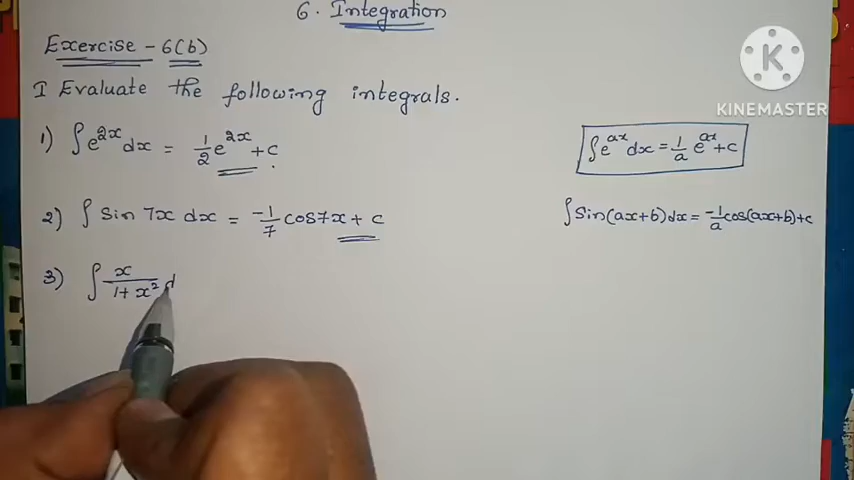 6. Integration
Exercise - 6(b)
I Evaluate the following integrals.
KINEMASTER
1) ∫e^{2x}dx = 1/2 e^{2x} + c.
∫e^{ax}dx = 1/a e^{ax} + c
2) ∫ Sin 7x dx = -1/7 cos7x + c
∫Sin(ax+b)dx = -1/a cos(ax+b)+c
3) ∫ x/(1+x²) d